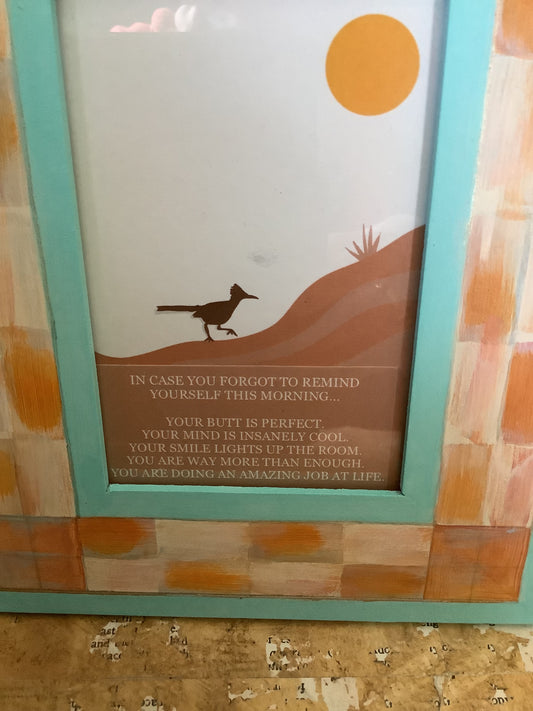 IN CASE YOU FORGOT TO REMIND
YOURSELF THIS MORNING...
YOUR BUTT IS PERFECT.
YOUR MIND IS INSANELY COOL.
YOUR SMILE LIGHTS UP THE ROOM.
YOU ARE WAY MORE THAN ENOUGH.
YOU ARE DOING AN AMAZING JOB AT LIFE.